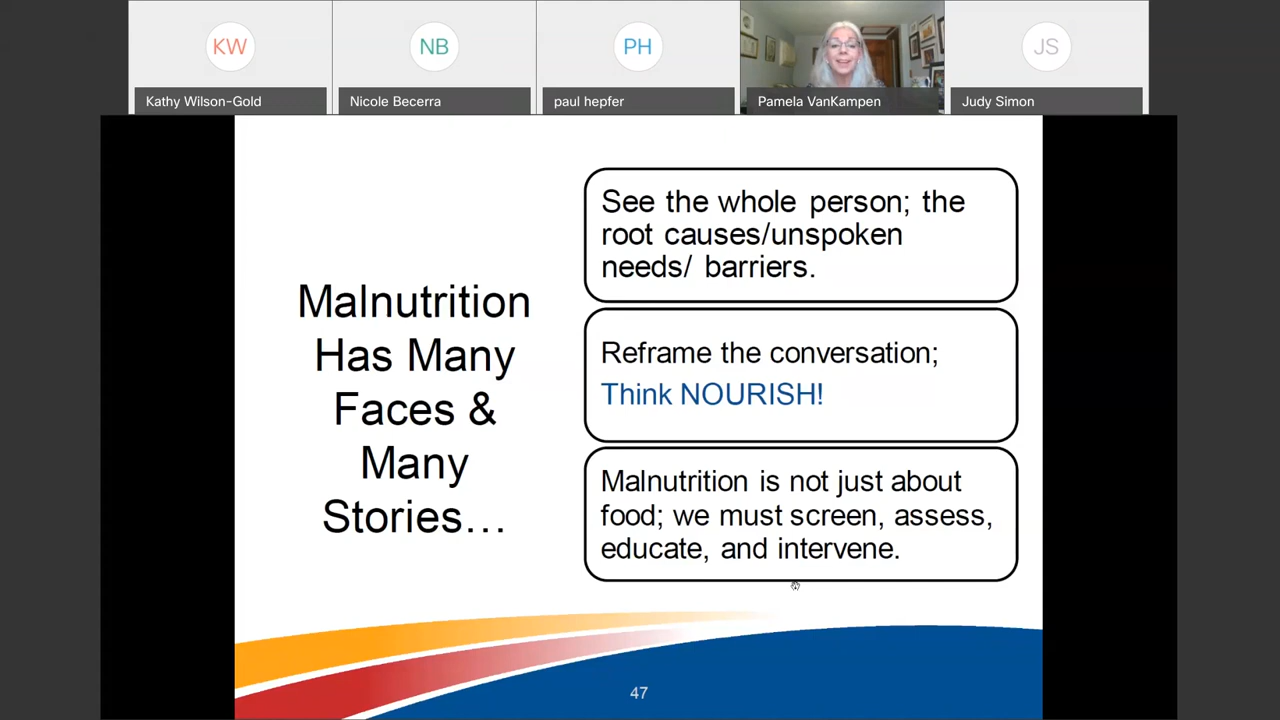 KW
NB
PH
JS
Kathy Wilson-Gold
Nicole Becerra
paul hepfer
Pamela VanKampen
Judy Simon
Malnutrition
Has Many
Faces &
Many
Stories…
See the whole person; the
root causes/unspoken
needs/ barriers.
Reframe the conversation;
Think NOURISH!
Malnutrition is not just about
food; we must screen, assess,
educate, and intervene.
47